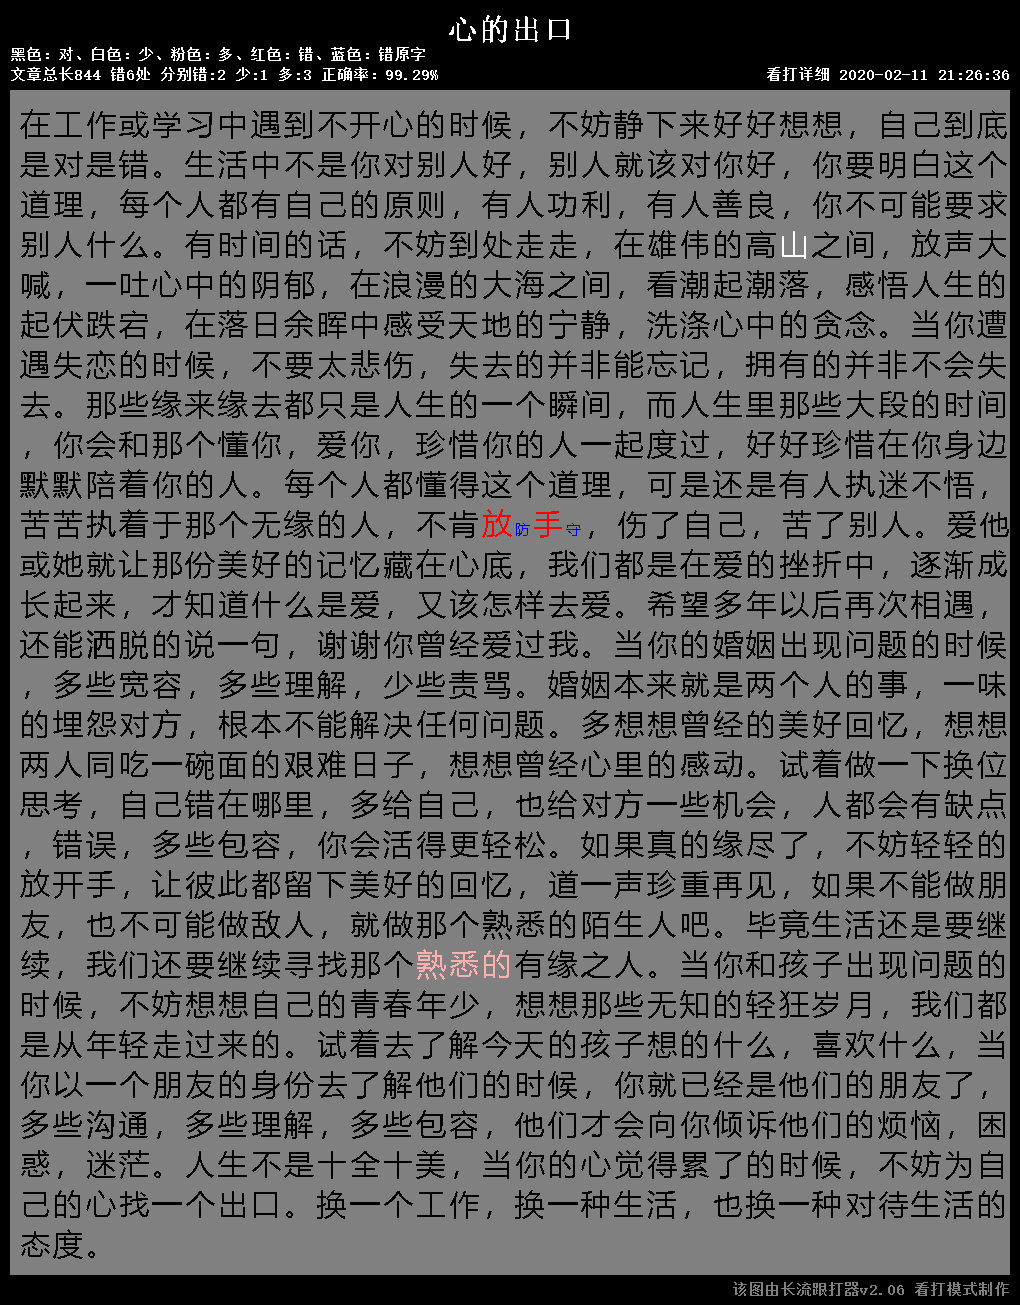 心的出口
黑色：对、白色：少、粉色：多、红色：错、蓝色：错原字
文章总长844 错6处 分别错:2 少:1 多:3 正确率：99.29%
看打详细 2020-02-11 21:26:36
在工作或学习中遇到不开心的时候，不妨静下来好好想想，自己到底
是对是错。生活中不是你对别人好，别人就该对你好，你要明白这个
道理，每个人都有自己的原则，有人功利，有人善良，你不可能要求
别人什么。有时间的话，不妨到处走走，在雄伟的高山之间，放声大
喊，一吐心中的阴郁，在浪漫的大海之间，看潮起潮落，感悟人生的
起伏跌宕，在落日余晖中感受天地的宁静，洗涤心中的贪念。当你遭
遇失恋的时候，不要太悲伤，失去的并非能忘记，拥有的并非不会失
去。那些缘来缘去都只是人生的一个瞬间，而人生里那些大段的时间
，你会和那个懂你，爱你，珍惜你的人一起度过，好好珍惜在你身边
默默陪着你的人。每个人都懂得这个道理，可是还是有人执迷不悟，
苦苦执着于那个无缘的人，不肯放防手守，伤了自己，苦了别人。爱他
或她就让那份美好的记忆藏在心底，我们都是在爱的挫折中，逐渐成
长起来，才知道什么是爱，又该怎样去爱。希望多年以后再次相遇，
还能洒脱的说一句，谢谢你曾经爱过我。当你的婚姻出现问题的时候
，多些宽容，多些理解，少些责骂。婚姻本来就是两个人的事，一味
的埋怨对方，根本不能解决任何问题。多想想曾经的美好回忆，想想
两人同吃一碗面的艰难日子，想想曾经心里的感动。试着做一下换位
思考，自己错在哪里，多给自己，也给对方一些机会，人都会有缺点
，错误，多些包容，你会活得更轻松。如果真的缘尽了，不妨轻轻的
放开手，让彼此都留下美好的回忆，道一声珍重再见，如果不能做朋
友，也不可能做敌人，就做那个熟悉的陌生人吧。毕竟生活还是要继
续，我们还要继续寻找那个熟悉的有缘之人。当你和孩子出现问题的
时候，不妨想想自己的青春年少，想想那些无知的轻狂岁月，我们都
是从年轻走过来的。试着去了解今天的孩子想的什么，喜欢什么，当
你以一个朋友的身份去了解他们的时候，你就已经是他们的朋友了，
多些沟通，多些理解，多些包容，他们才会向你倾诉他们的烦恼，困
惑，迷茫。人生不是十全十美，当你的心觉得累了的时候，不妨为自
己的心找一个出口。换一个工作，换一种生活，也换一种对待生活的
态度。
该图由长流跟打器v2.06 看打模式制作